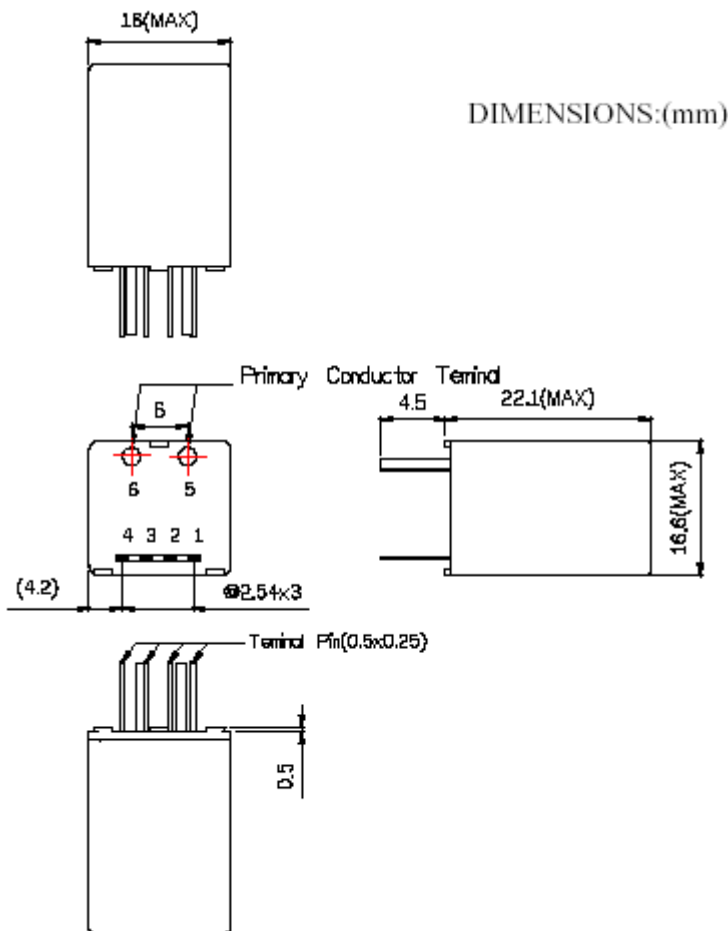 18(MAX)
DIMENSIONS:(mm)
Primary Conductor Teminal
6
4.5
22.1(MAX)
6 5
4 3 2 1
16.6(MAX)
(4.2)
@2.54x3
Teminal Pin(0.5x0.25)
0.5